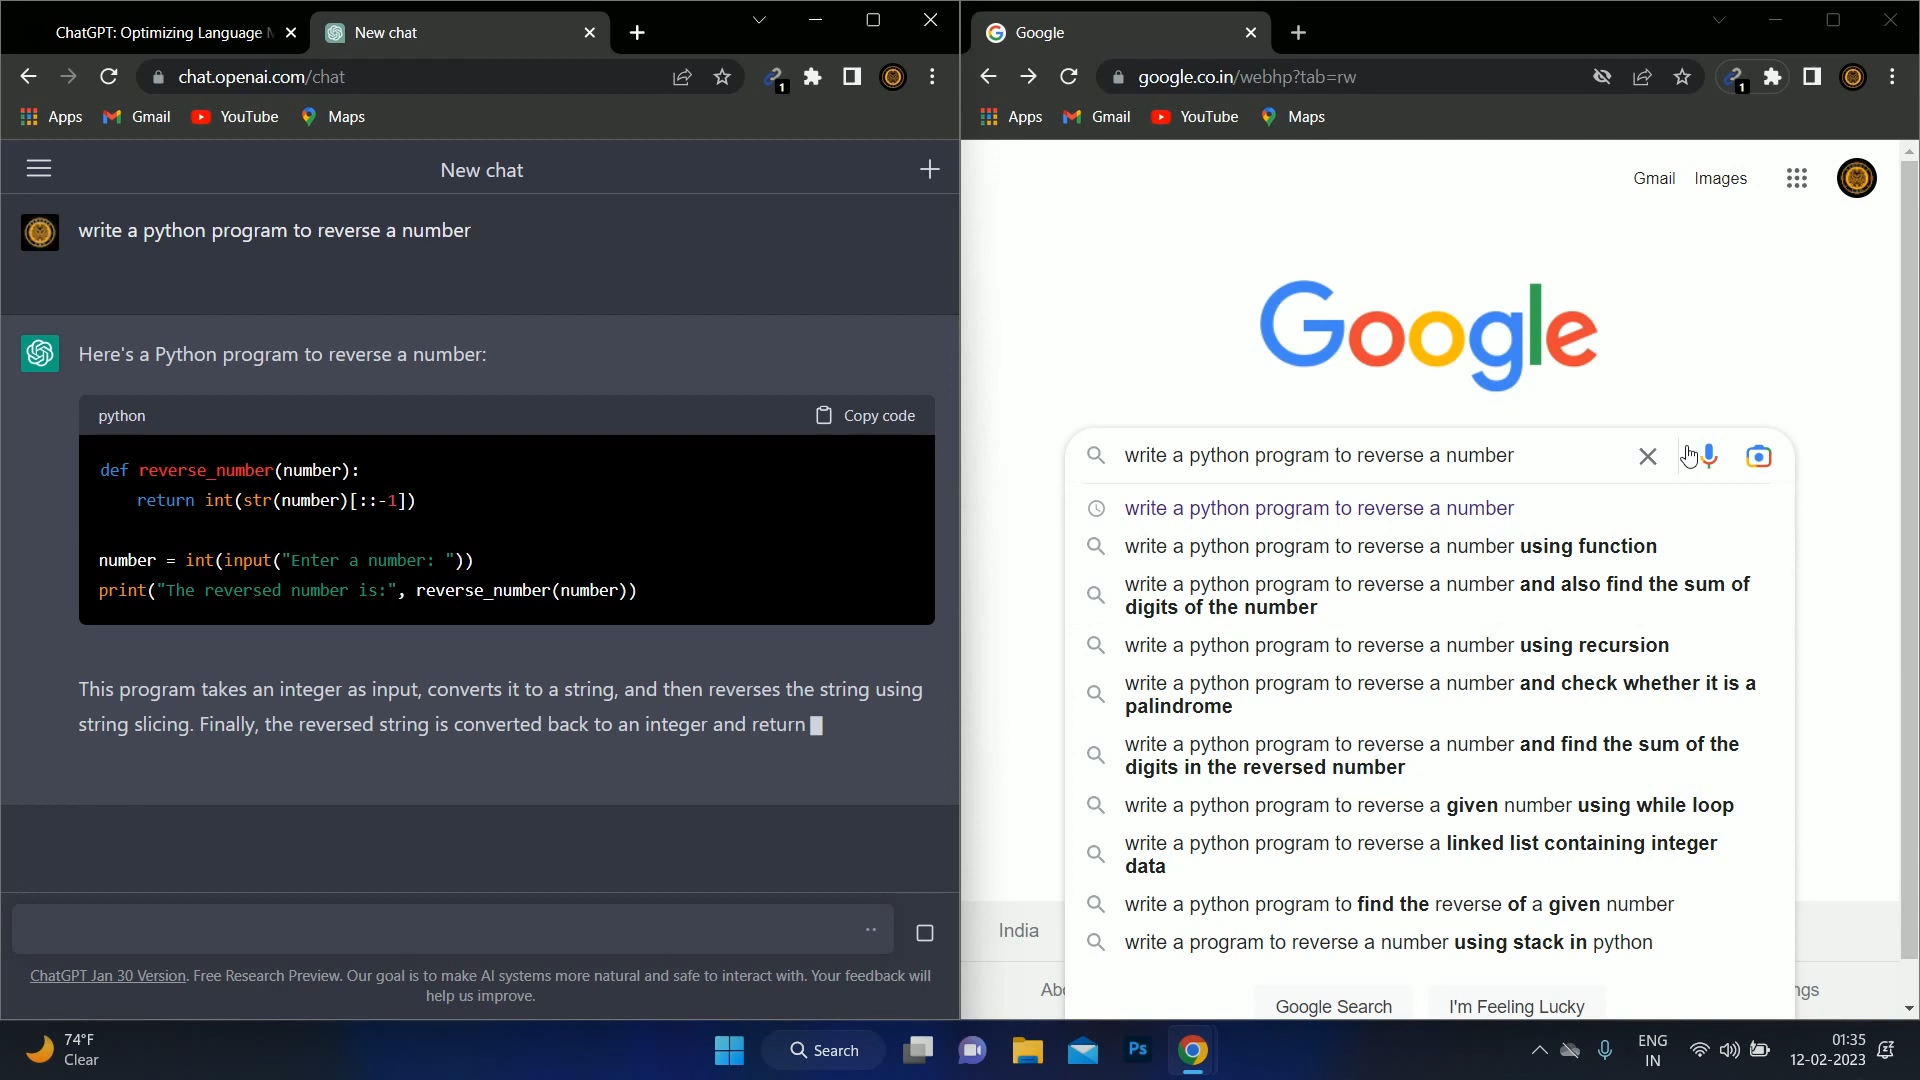 ChatGPT: Optimizing Language
New chat
chat.openai.com/chat
1
Apps
Gmail
YouTube
Maps
New chat
write a python program to reverse a number
Here's a Python program to reverse a number:
python
Copy code
def reverse_number(number):
    return int(str(number)[::-1])
number = int(input("Enter a number: "))
print("The reversed number is:", reverse_number(number))
This program takes an integer as input, converts it to a string, and then reverses the string using
string slicing. Finally, the reversed string is converted back to an integer and return
ChatGPT Jan 30 Version. Free Research Preview. Our goal is to make AI systems more natural and safe to interact with. Your feedback will
help us improve.
Google
google.co.in/webhp?tab=rw
1
Apps
Gmail
YouTube
Maps
Gmail
Images
Google
write a python program to reverse a number
write a python program to reverse a number
write a python program to reverse a number using function
write a python program to reverse a number and also find the sum of
digits of the number
write a python program to reverse a number using recursion
write a python program to reverse a number and check whether it is a
palindrome
write a python program to reverse a number and find the sum of the
digits in the reversed number
write a python program to reverse a given number using while loop
write a python program to reverse a linked list containing integer
data
write a python program to find the reverse of a given number
write a program to reverse a number using stack in python
India
Google Search
I'm Feeling Lucky
74°F
Clear
Search
Ps
ENG
IN
01:35
12-02-2023